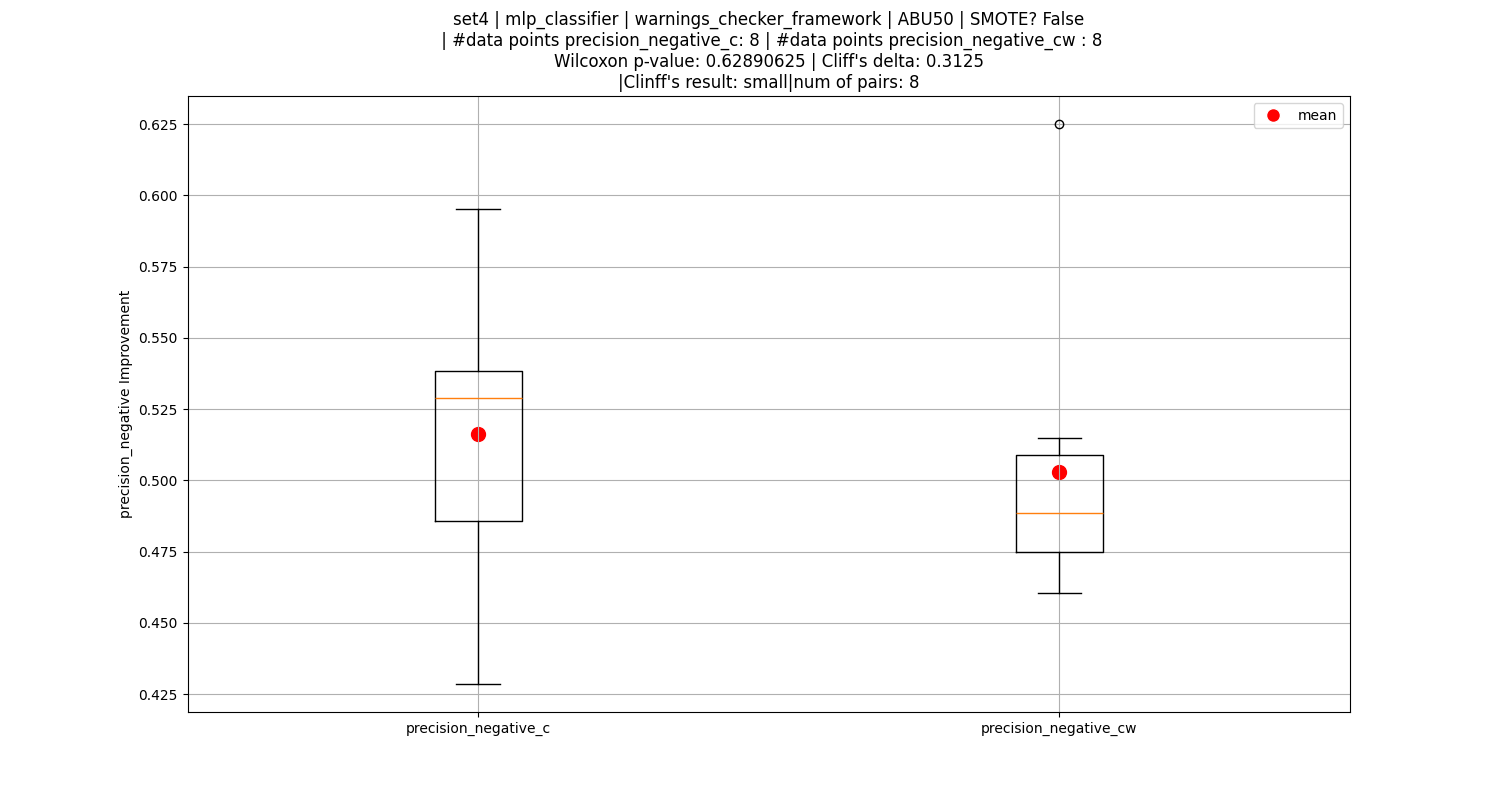 set4 | mlp_classifier | warnings_checker_framework | ABU50 | SMOTE? False
| #data points precision_negative_c: 8 | #data points precision_negative_cw : 8
Wilcoxon p-value: 0.62890625 | Cliff's delta: 0.3125
|Clinff's result: small|num of pairs: 8
mean
0.625
0.600
0.575
0.550
0.525
0.500
0.475
0.450
0.425
precision_negative Improvement
precision_negative_c
precision_negative_cw